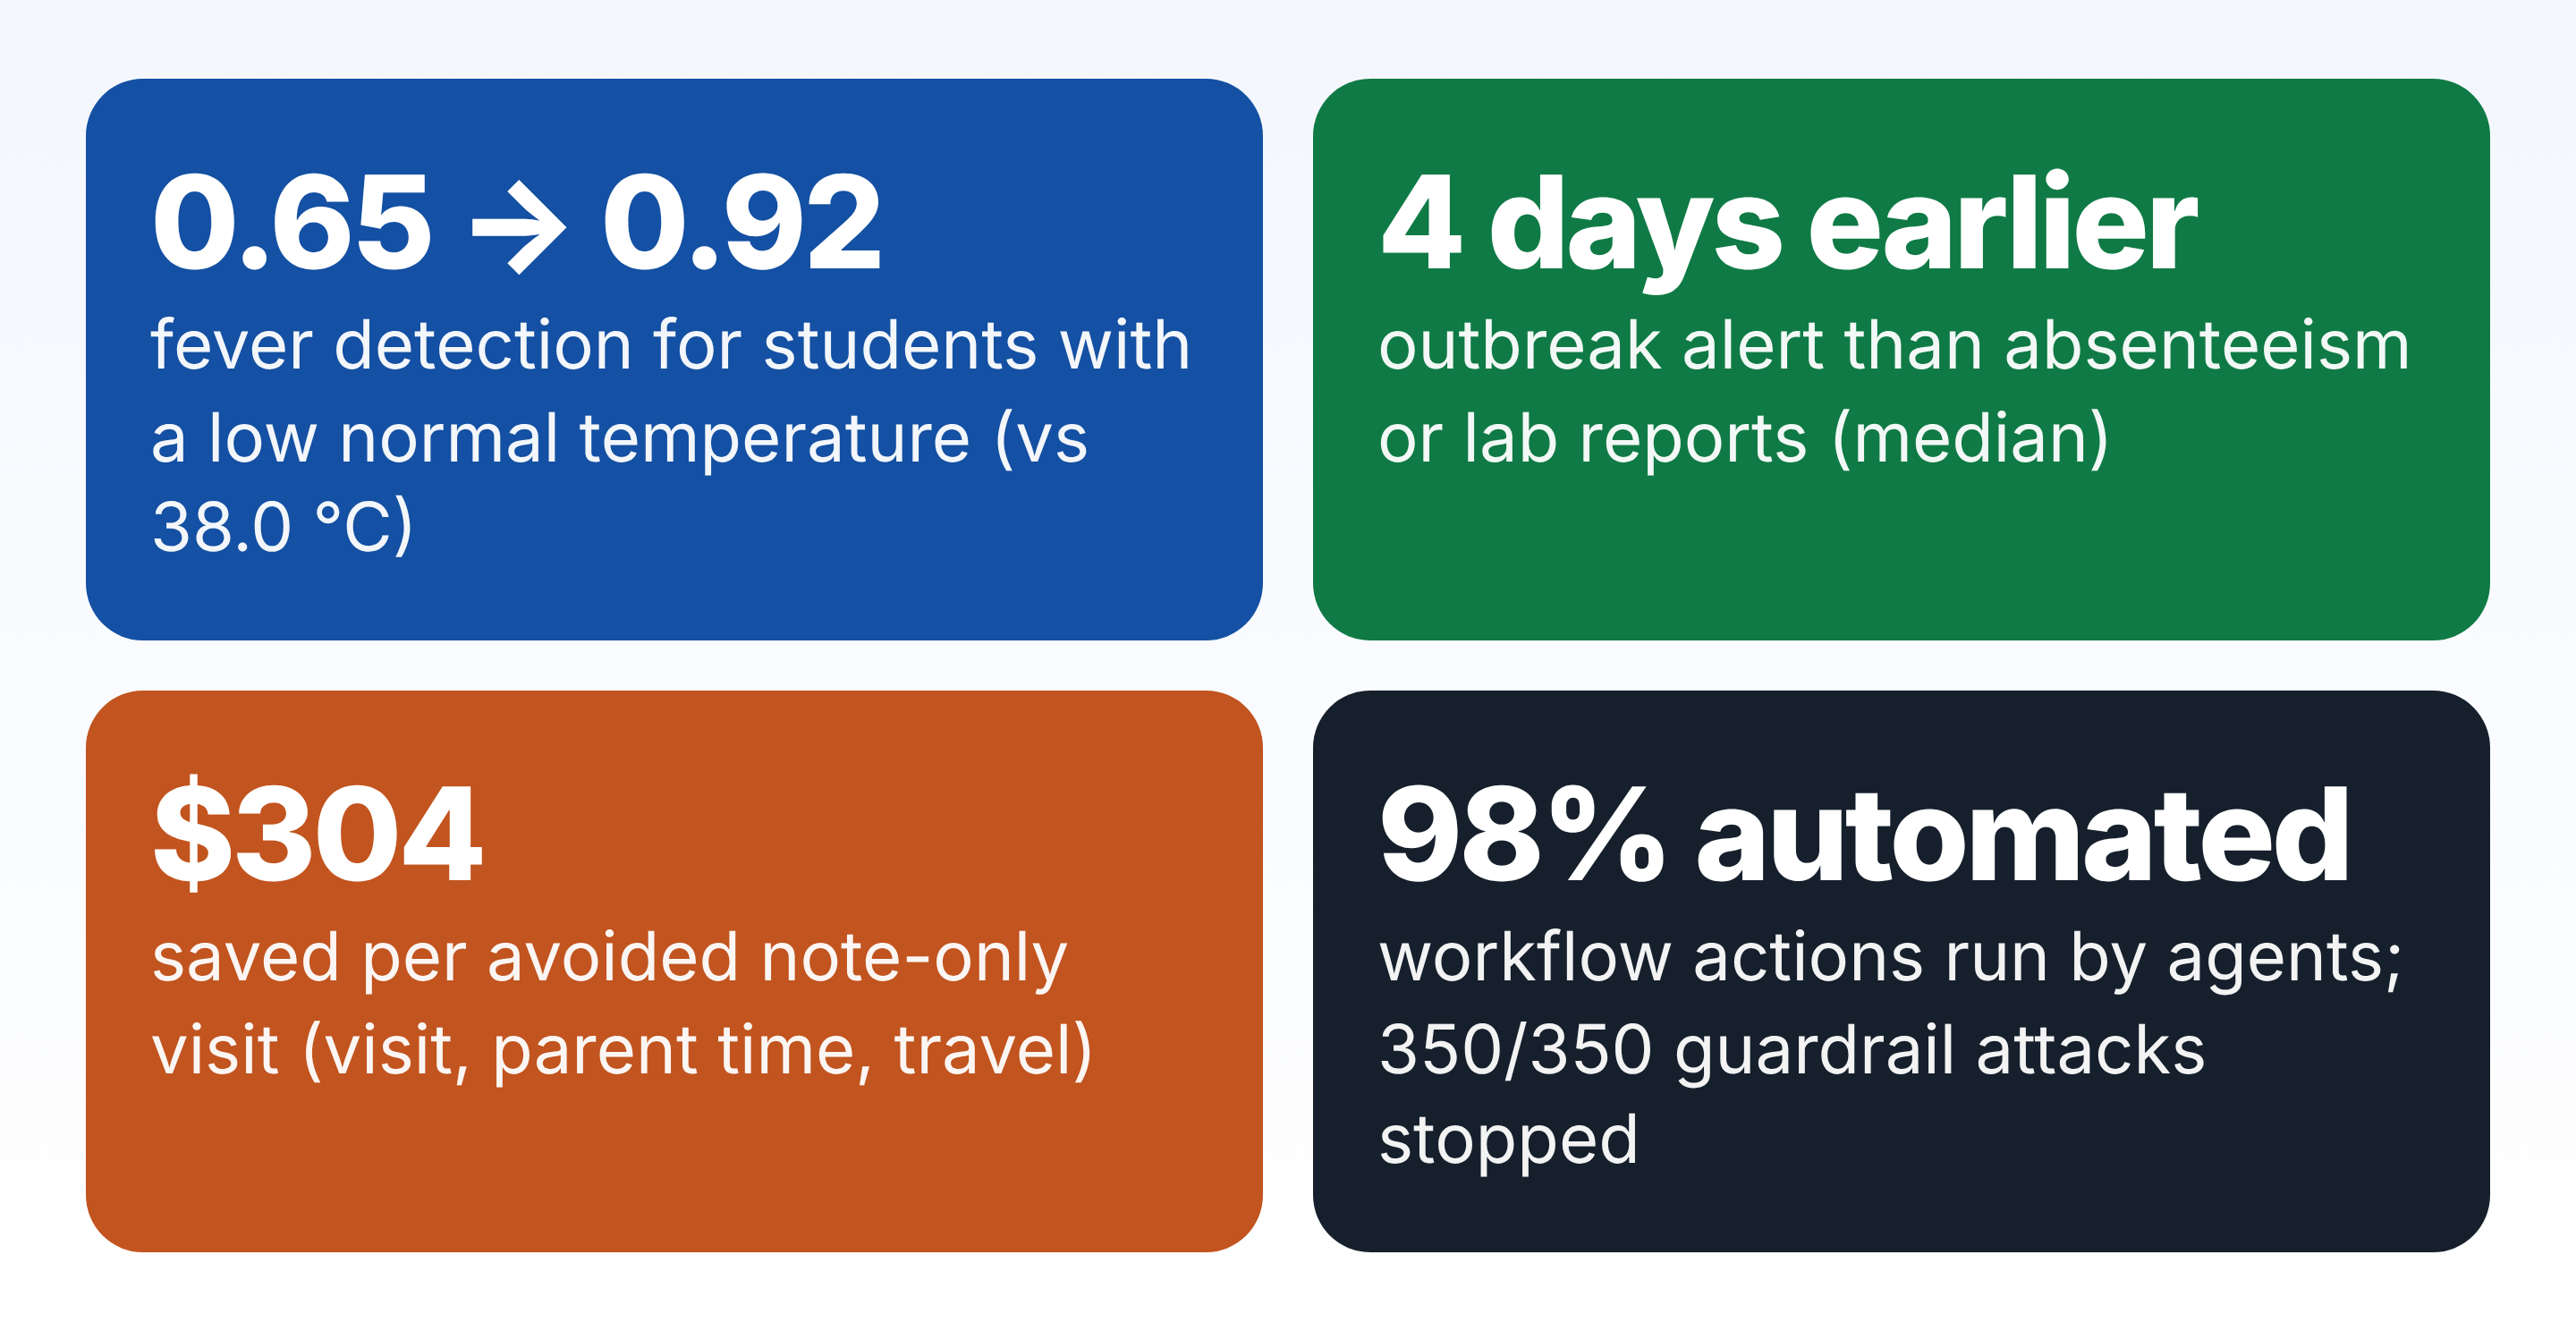 0.65 → 0.92
fever detection for students with
a low normal temperature (vs
38.0 °C)
4 days earlier
outbreak alert than absenteeism
or lab reports (median)
$304
saved per avoided note-only
visit (visit, parent time, travel)
98% automated
workflow actions run by agents;
350/350 guardrail attacks
stopped